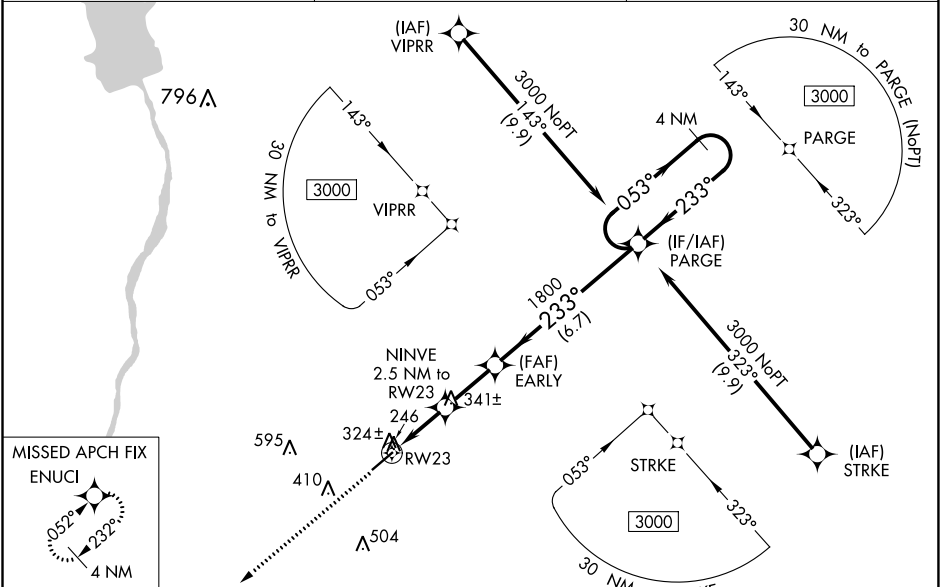 (IAF)
VIPRR
30 NM to PARGE (NoPT)
796
3000 NoPT
143°
(9.9)
143°
3000
4 NM
PARGE
143°
053°
233°
323°
30 NM to VIPRR
3000
VIPRR
053°
(IF/IAF)
PARGE
1800
233°
(6.7)
3000 NoPT
323°
(9.9)
NINVE
2.5 NM to
RW23
(FAF)
EARLY
341±
246
324±
RW23
595
410
504
MISSED APCH FIX
ENUCI
052°
232°
4 NM
053°
STRKE
323°
3000
30 NM
(IAF)
STRKE